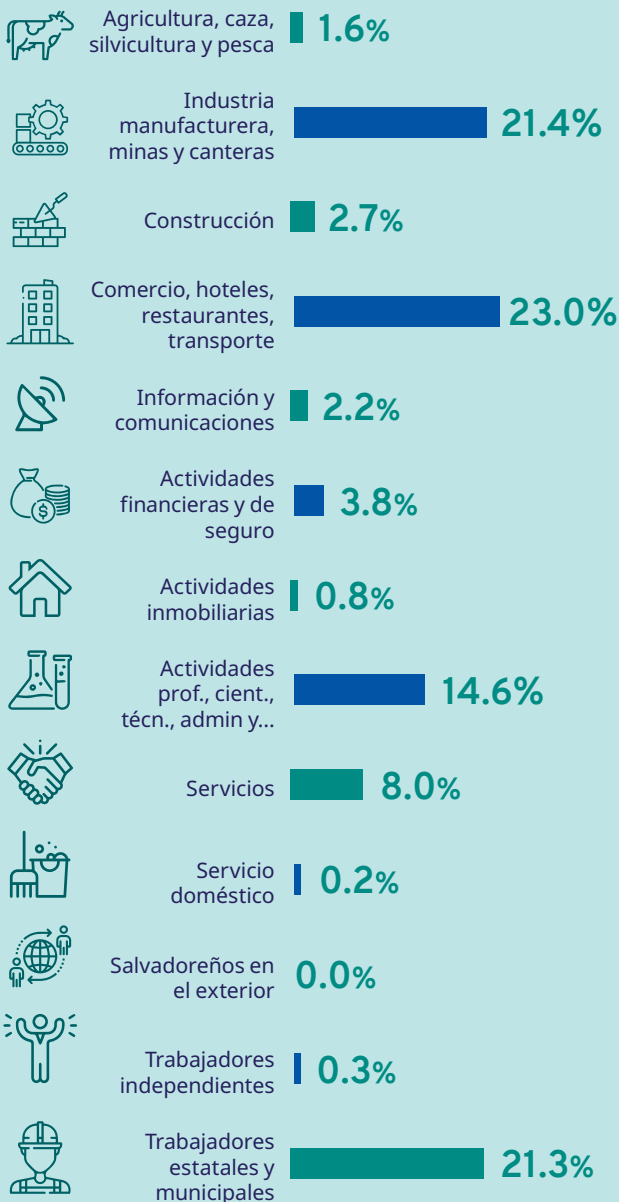 Agricultura, caza,
silvicultura y pesca
1.6%
Industria
manufacturera,
minas y canteras
21.4%
Construcción
2.7%
Comercio, hoteles,
restaurantes,
transporte
23.0%
Información y
comunicaciones
2.2%
Actividades
financieras y de
seguro
3.8%
Actividades
inmobiliarias
0.8%
Actividades
prof., cient.,
técn., admin y...
14.6%
Servicios
8.0%
Servicio
doméstico
0.2%
Salvadoreños en
el exterior
0.0%
Trabajadores
independientes
0.3%
Trabajadores
estatales y
municipales
21.3%
$